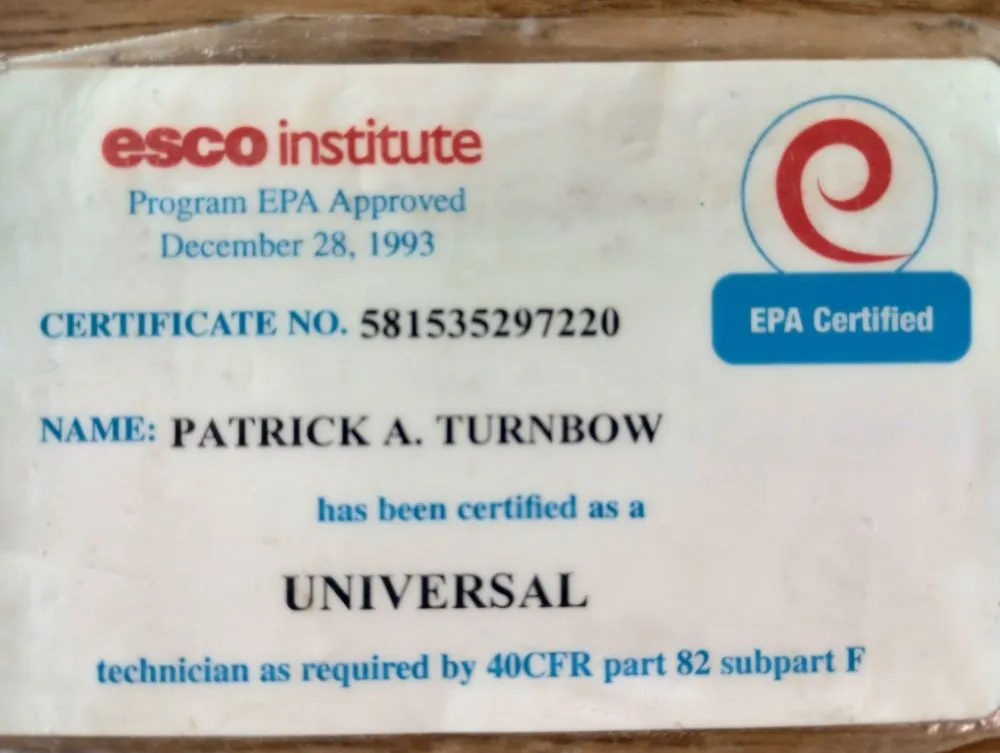 esco institute
Program EPA Approved
December 28, 1993
EPA Certified
CERTIFICATE NO. 581535297220
NAME: PATRICK A. TURNBOW
has been certified as a
UNIVERSAL
technician as required by 40CFR part 82 subpart F